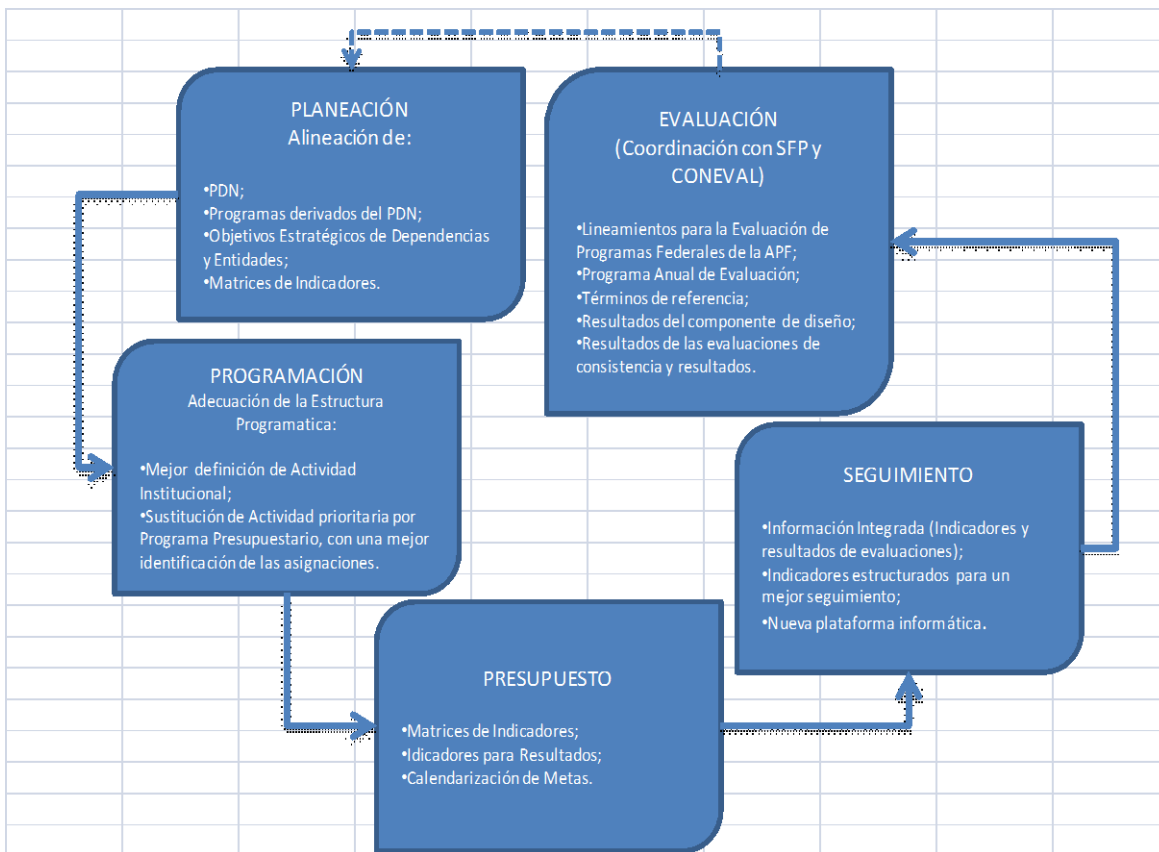 PLANEACIÓN
Alineación de:
•PDN;
•Programas derivados del PDN;
•Objetivos Estratégicos de Dependencias
y Entidades;
•Matrices de Indicadores.
EVALUACIÓN
(Coordinación con SFP y
CONEVAL)
•Lineamientos para la Evaluación de
Programas Federales de la APF;
•Programa Anual de Evaluación;
•Términos de referencia;
•Resultados del componente de diseño;
•Resultados de las evaluaciones de
consistencia y resultados.
PROGRAMACIÓN
Adecuación de la Estructura
Programatica:
•Mejor definición de Actividad
Institucional;
•Sustitución de Actividad prioritaria por
Programa Presupuestario, con una mejor
identificación de las asignaciones.
SEGUIMIENTO
•Información Integrada (Indicadores y
resultados de evaluaciones);
•Indicadores estructurados para un
mejor seguimiento;
•Nueva plataforma informática.
PRESUPUESTO
•Matrices de Indicadores;
•Idicadores para Resultados;
•Calendarización de Metas.